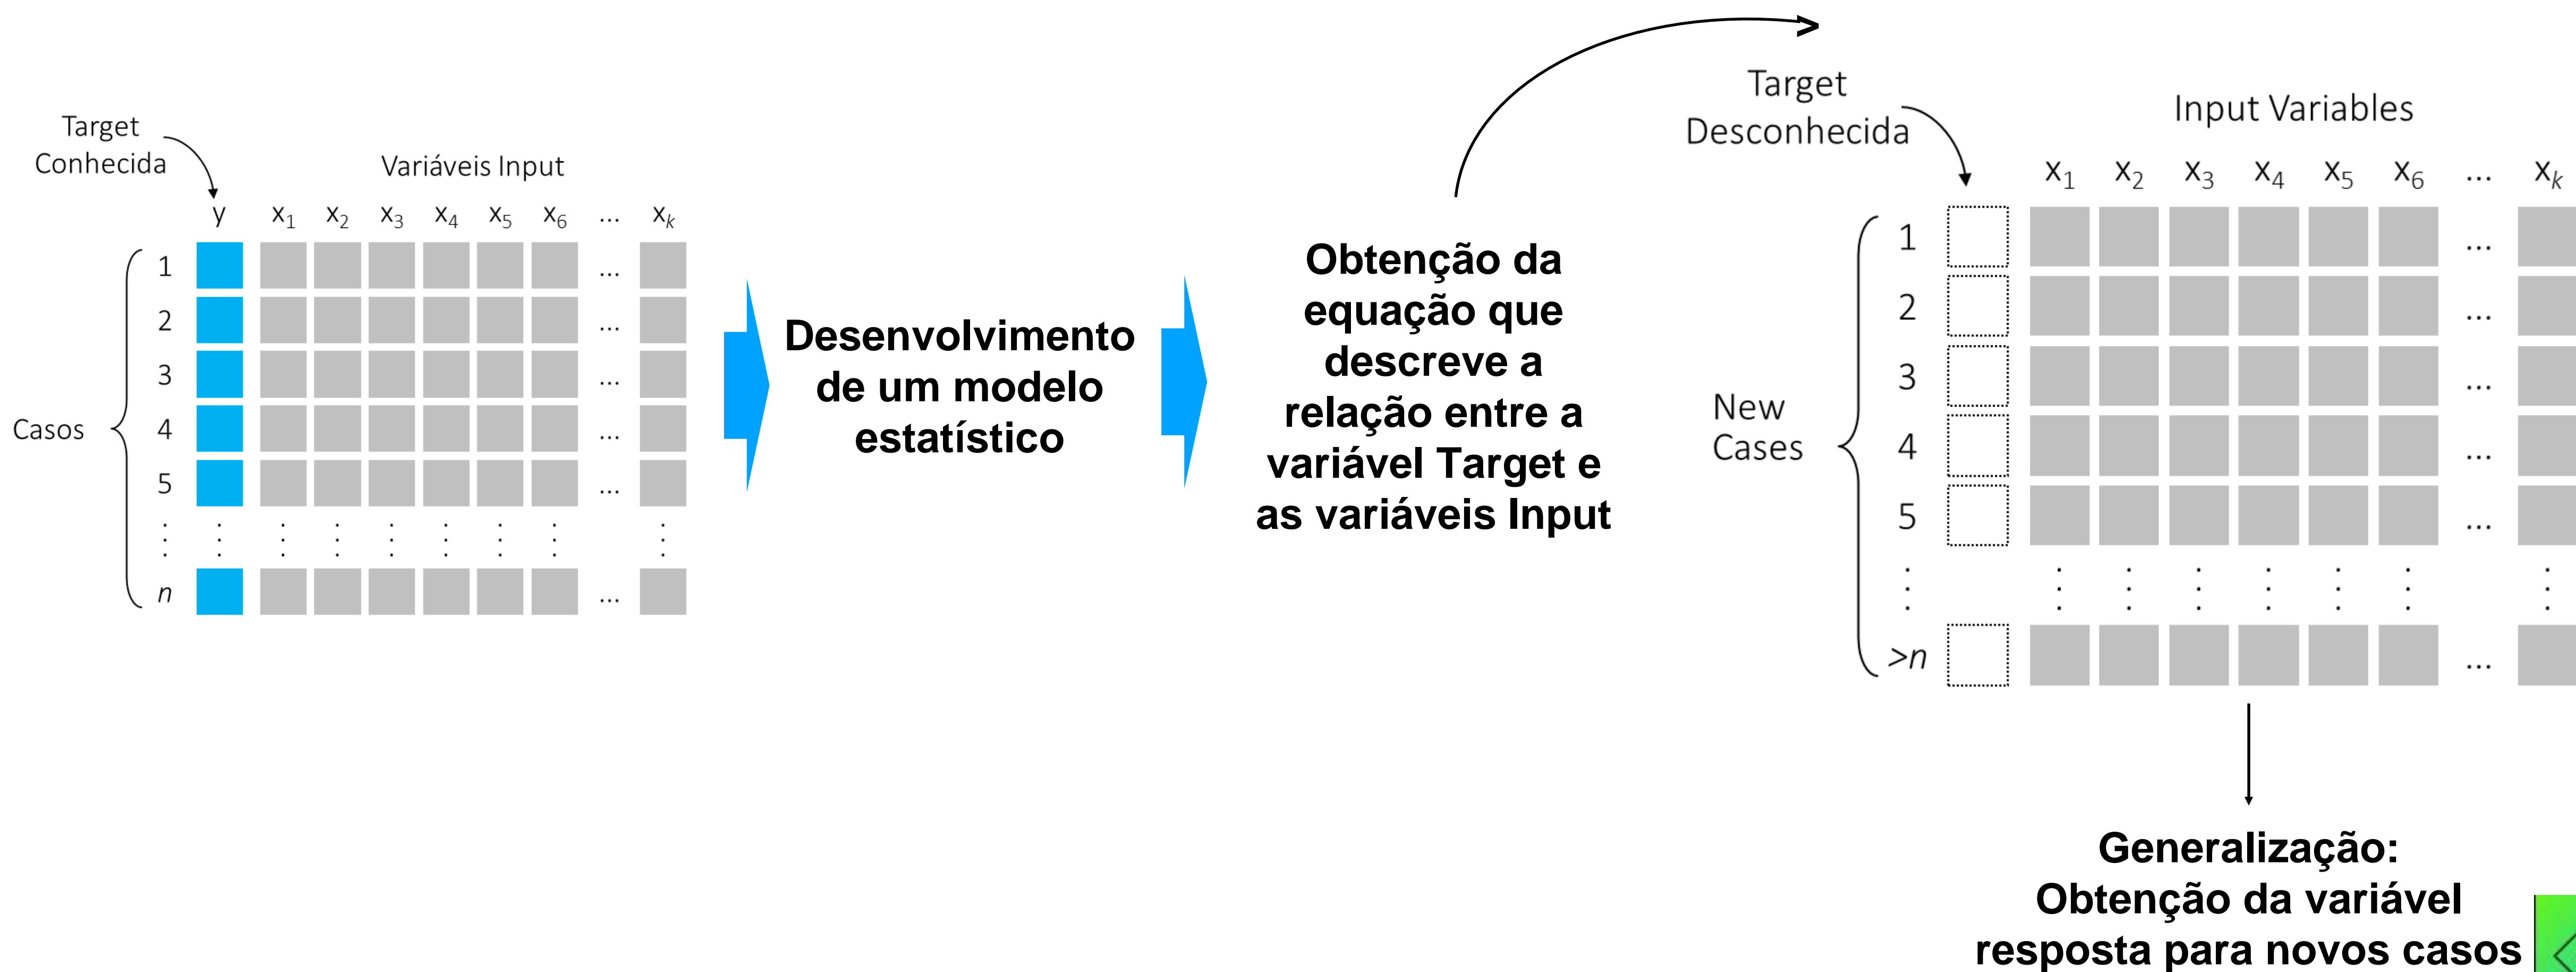 Target
Conhecida
Variáveis Input
y x₁ x₂ x₃ x₄ x₅ x₆ ... xₖ
Casos
1 ...
2 ...
3 ...
4 ...
5 ...
n ...
Desenvolvimento
de um modelo
estatístico
Obtenção da
equação que
descreve a
relação entre a
variável Target e
as variáveis Input
Target
Desconhecida
Input Variables
x₁ x₂ x₃ x₄ x₅ x₆ ... xₖ
New
Cases
1 ...
2 ...
3 ...
4 ...
5 ...
>n ...
Generalização:
Obtenção da variável
resposta para novos casos